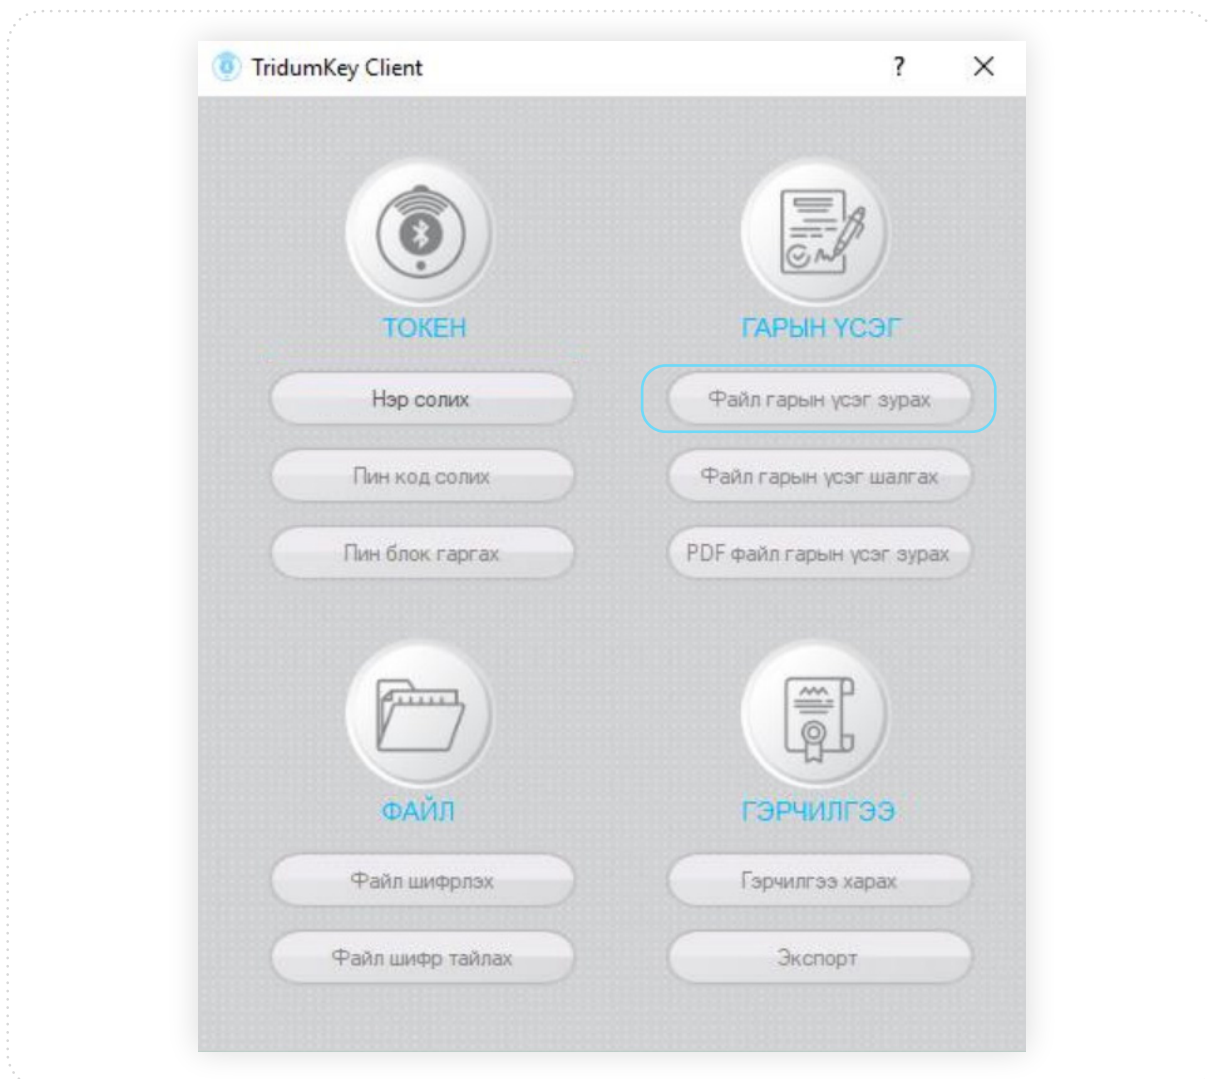 TridumKey Client
?
ТОКЕН
Нэр солих
Пин код солих
Пин блок гаргах
ГАРЫН ҮСЭГ
Файл гарын үсэг зурах
Файл гарын үсэг шалгах
PDF файл гарын үсэг зурах
ФАЙЛ
Файл шифрлэх
Файл шифр тайлах
ГЭРЧИЛГЭЭ
Гэрчилгээ харах
Экспорт